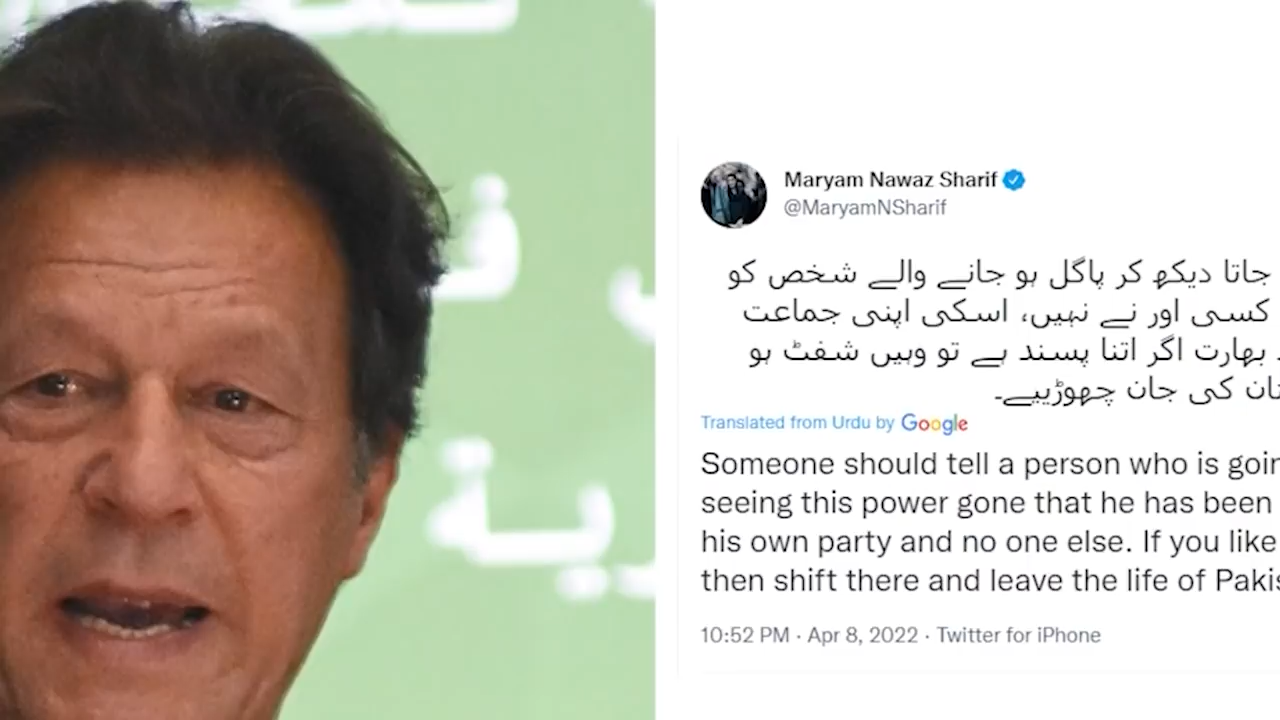 Maryam Nawaz Sharif
@MaryamNSharif
جاتا دیکھ کر پاگل ہو جانے والے شخص کو
کسی اور نے نہیں، اسکی اپنی جماعت
بھارت اگر اتنا پسند ہے تو وہیں شفٹ ہو
کی جان چھوڑییے۔
Translated from Urdu by Google
Someone should tell a person who is
seeing this power gone that he has been
his own party and no one else. If you like
then shift there and leave the life of
10:52 PM · Apr 8, 2022 · Twitter for iPhone